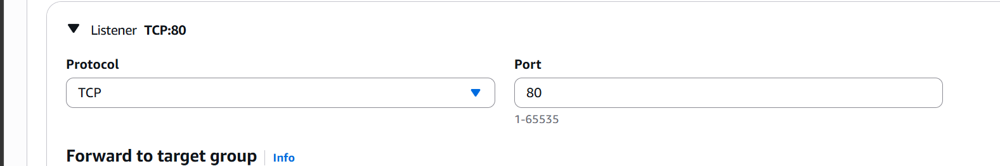 Listener TCP:80
Protocol Port
TCP 80
1-65535
Forward to target group Info